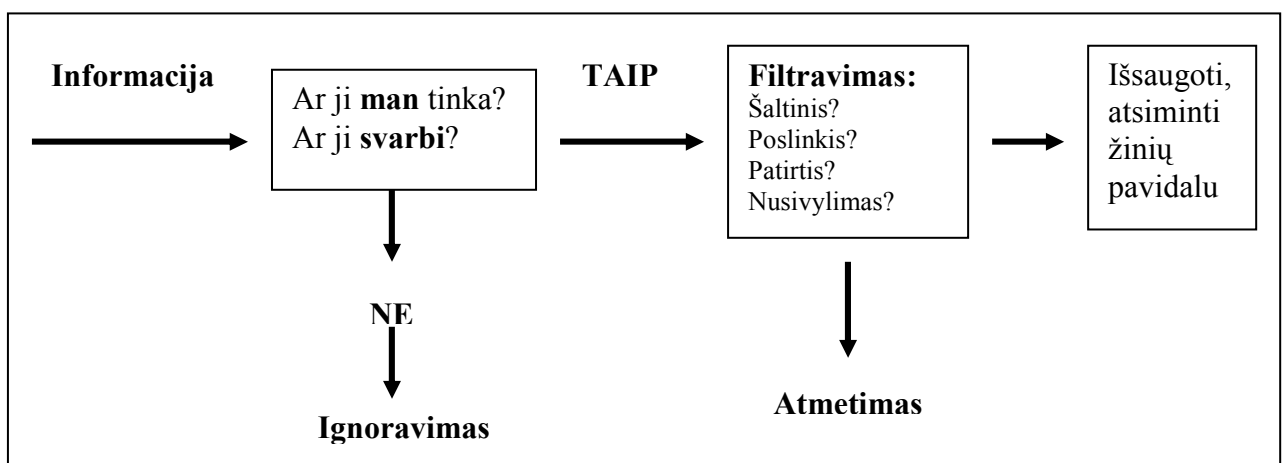 Informacija
Ar ji man tinka?
Ar ji svarbi?
TAIP
Filtravimas:
Šaltinis?
Poslinkis?
Patirtis?
Nusivylimas?
Išsaugoti,
atsiminti
žinių
pavidalu
NE
Ignoravimas
Atmetimas